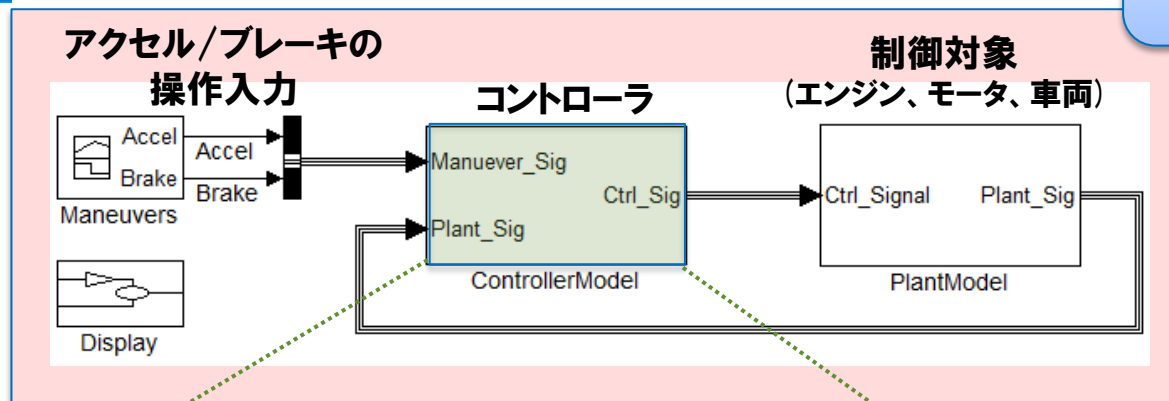 アクセル/ブレーキの
操作入力
コントローラ
制御対象
(エンジン、モータ、車両)
Accel
Accel
Brake
Brake
Maneuvers
Manuever_Sig
Ctrl_Sig
Plant_Sig
ControllerModel
Ctrl_Signal
Plant_Sig
PlantModel
Display